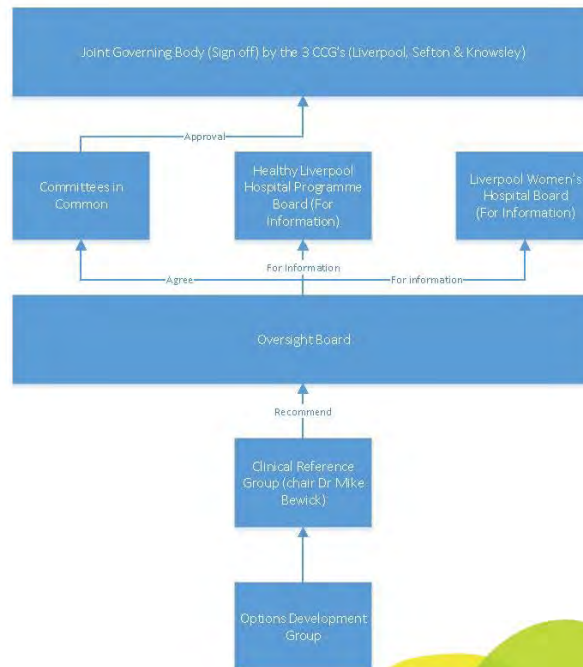 Joint Governing Body (Sign off) by the 3 CCG's (Liverpool, Sefton & Knowsley)
Approval
Committees in
Common
Healthy Liverpool
Hospital Programme
Board (For
Information)
Liverpool Women's
Hospital Board
(For Information)
For Information
Agree
For information
Oversight Board
Recommend
Clinical Reference
Group (chair Dr Mike
Bewick)
Options Development
Group